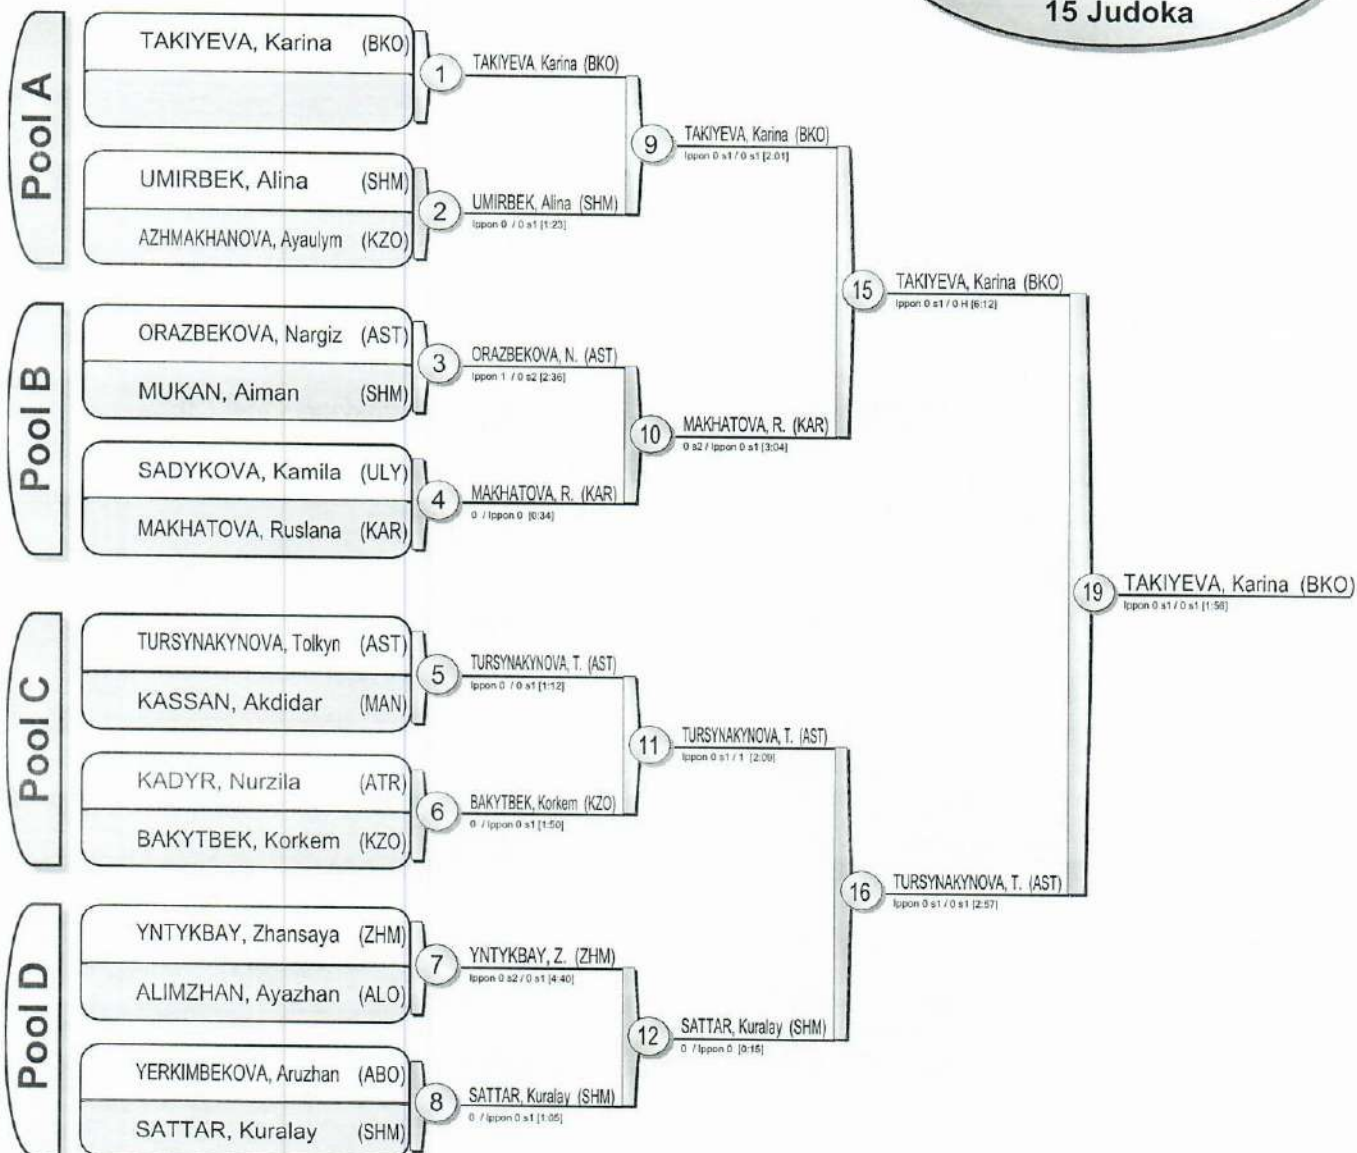 15 Judoka
Pool A
TAKIYEVA, Karina (BKO)
UMIRBEK, Alina (SHM)
AZHMAKHANOVA, Ayaulym (KZO)
1
TAKIYEVA, Karina (BKO)
2
UMIRBEK, Alina (SHM)
Ippon 0 / 0 s1 [1:23]
9
TAKIYEVA, Karina (BKO)
Ippon 0 s1 / 0 s1 [2:01]
Pool B
ORAZBEKOVA, Nargiz (AST)
MUKAN, Aiman (SHM)
SADYKOVA, Kamila (ULY)
MAKHATOVA, Ruslana (KAR)
3
ORAZBEKOVA, N. (AST)
Ippon 1 / 0 s2 [2:36]
4
MAKHATOVA, R. (KAR)
0 / Ippon 0 [0:34]
10
MAKHATOVA, R. (KAR)
0 s2 / Ippon 0 s1 [3:04]
15
TAKIYEVA, Karina (BKO)
Ippon 0 s1 / 0 H [6:12]
Pool C
TURSYNAKYNOVA, Tolkyn (AST)
KASSAN, Akdidar (MAN)
KADYR, Nurzila (ATR)
BAKYTBEK, Korkem (KZO)
5
TURSYNAKYNOVA, T. (AST)
Ippon 0 / 0 s1 [1:12]
6
BAKYTBEK, Korkem (KZO)
0 / Ippon 0 s1 [1:50]
11
TURSYNAKYNOVA, T. (AST)
Ippon 0 s1 / 1 [2:09]
Pool D
YNTYKBAY, Zhansaya (ZHM)
ALIMZHAN, Ayazhan (ALO)
YERKIMBEKOVA, Aruzhan (ABO)
SATTAR, Kuralay (SHM)
7
YNTYKBAY, Z. (ZHM)
Ippon 0 s2 / 0 s1 [4:40]
8
SATTAR, Kuralay (SHM)
0 / Ippon 0 s1 [1:05]
12
SATTAR, Kuralay (SHM)
0 / Ippon 0 [0:15]
16
TURSYNAKYNOVA, T. (AST)
Ippon 0 s1 / 0 s1 [2:57]
19
TAKIYEVA, Karina (BKO)
Ippon 0 s1 / 0 s1 [1:56]